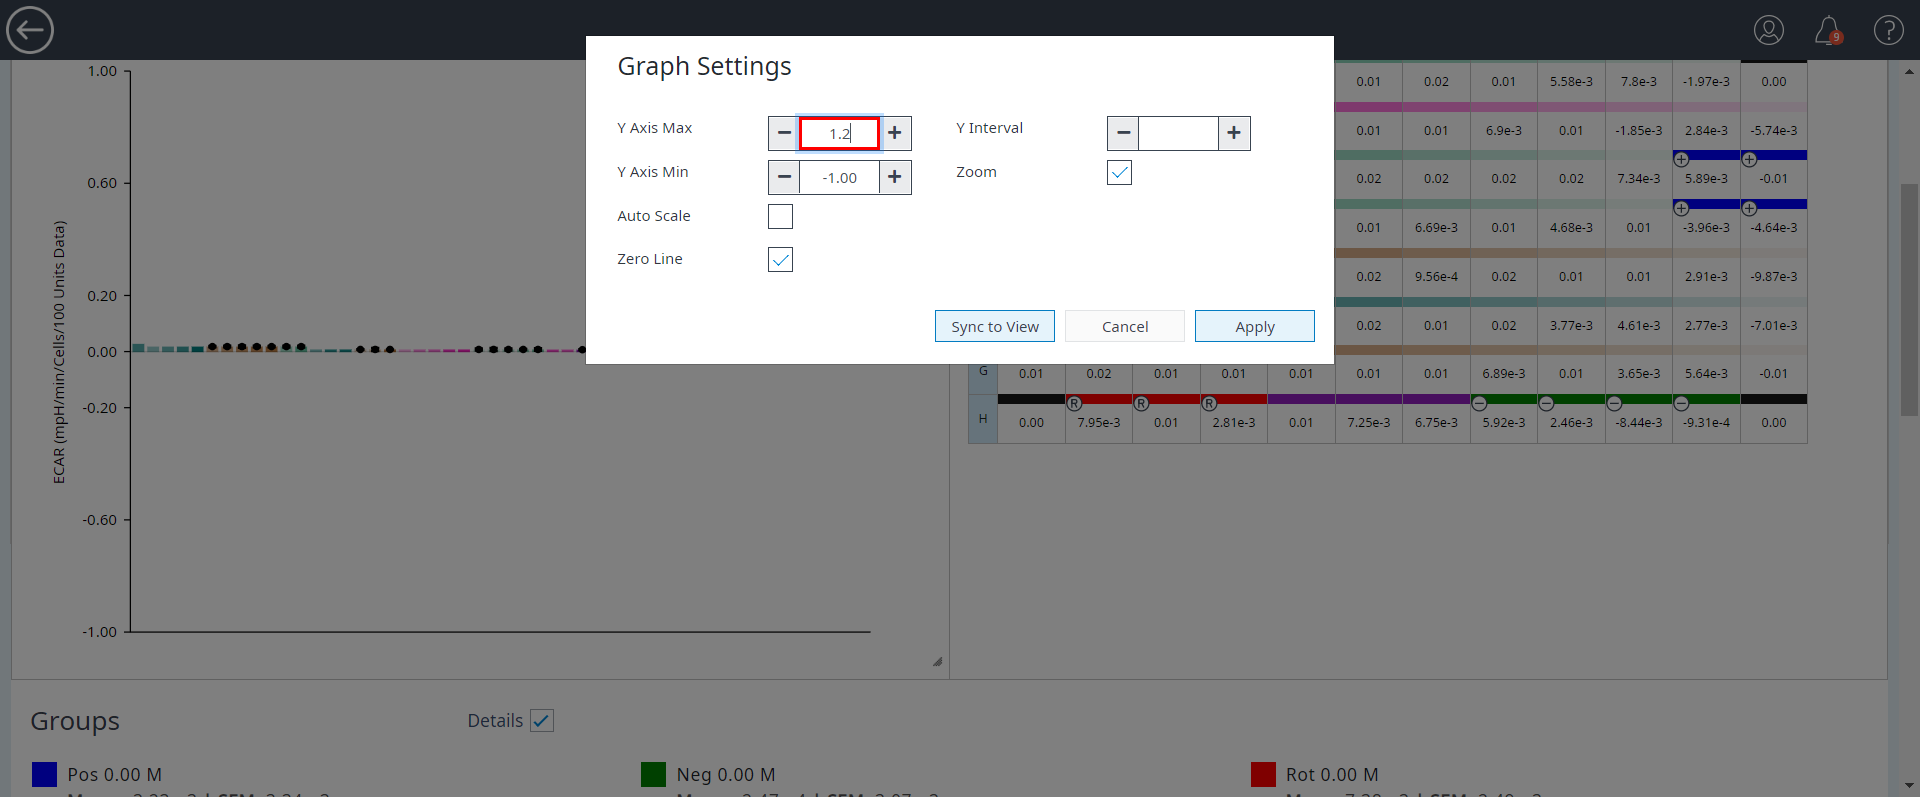 9
Graph Settings
Y Axis Max
1.2
Y Interval
Y Axis Min
-1.00
Zoom
Auto Scale
Zero Line
Sync to View
Cancel
Apply
ECAR (mpH/min/Cells/100 Units Data)
1.00
0.60
0.20
0.00
-0.20
-0.60
-1.00
0.01 0.02 0.01 5.58e-3 7.8e-3 -1.97e-3 0.00
0.01 0.01 6.9e-3 0.01 -1.85e-3 2.84e-3 -5.74e-3
0.02 0.02 0.02 0.02 7.34e-3 5.89e-3 -0.01
0.01 6.69e-3 0.01 4.68e-3 0.01 -3.96e-3 -4.64e-3
0.02 9.56e-4 0.02 0.01 0.01 2.91e-3 -9.87e-3
0.02 0.01 0.02 3.77e-3 4.61e-3 2.77e-3 -7.01e-3
G 0.01 0.02 0.01 0.01 0.01 0.01 0.01 6.89e-3 0.01 3.65e-3 5.64e-3 -0.01
R R R
H 0.00 7.95e-3 0.01 2.81e-3 0.01 7.25e-3 6.75e-3 5.92e-3 2.46e-3 -8.44e-3 -9.31e-4 0.00
Groups
Details
Pos 0.00 M
Neg 0.00 M
Rot 0.00 M